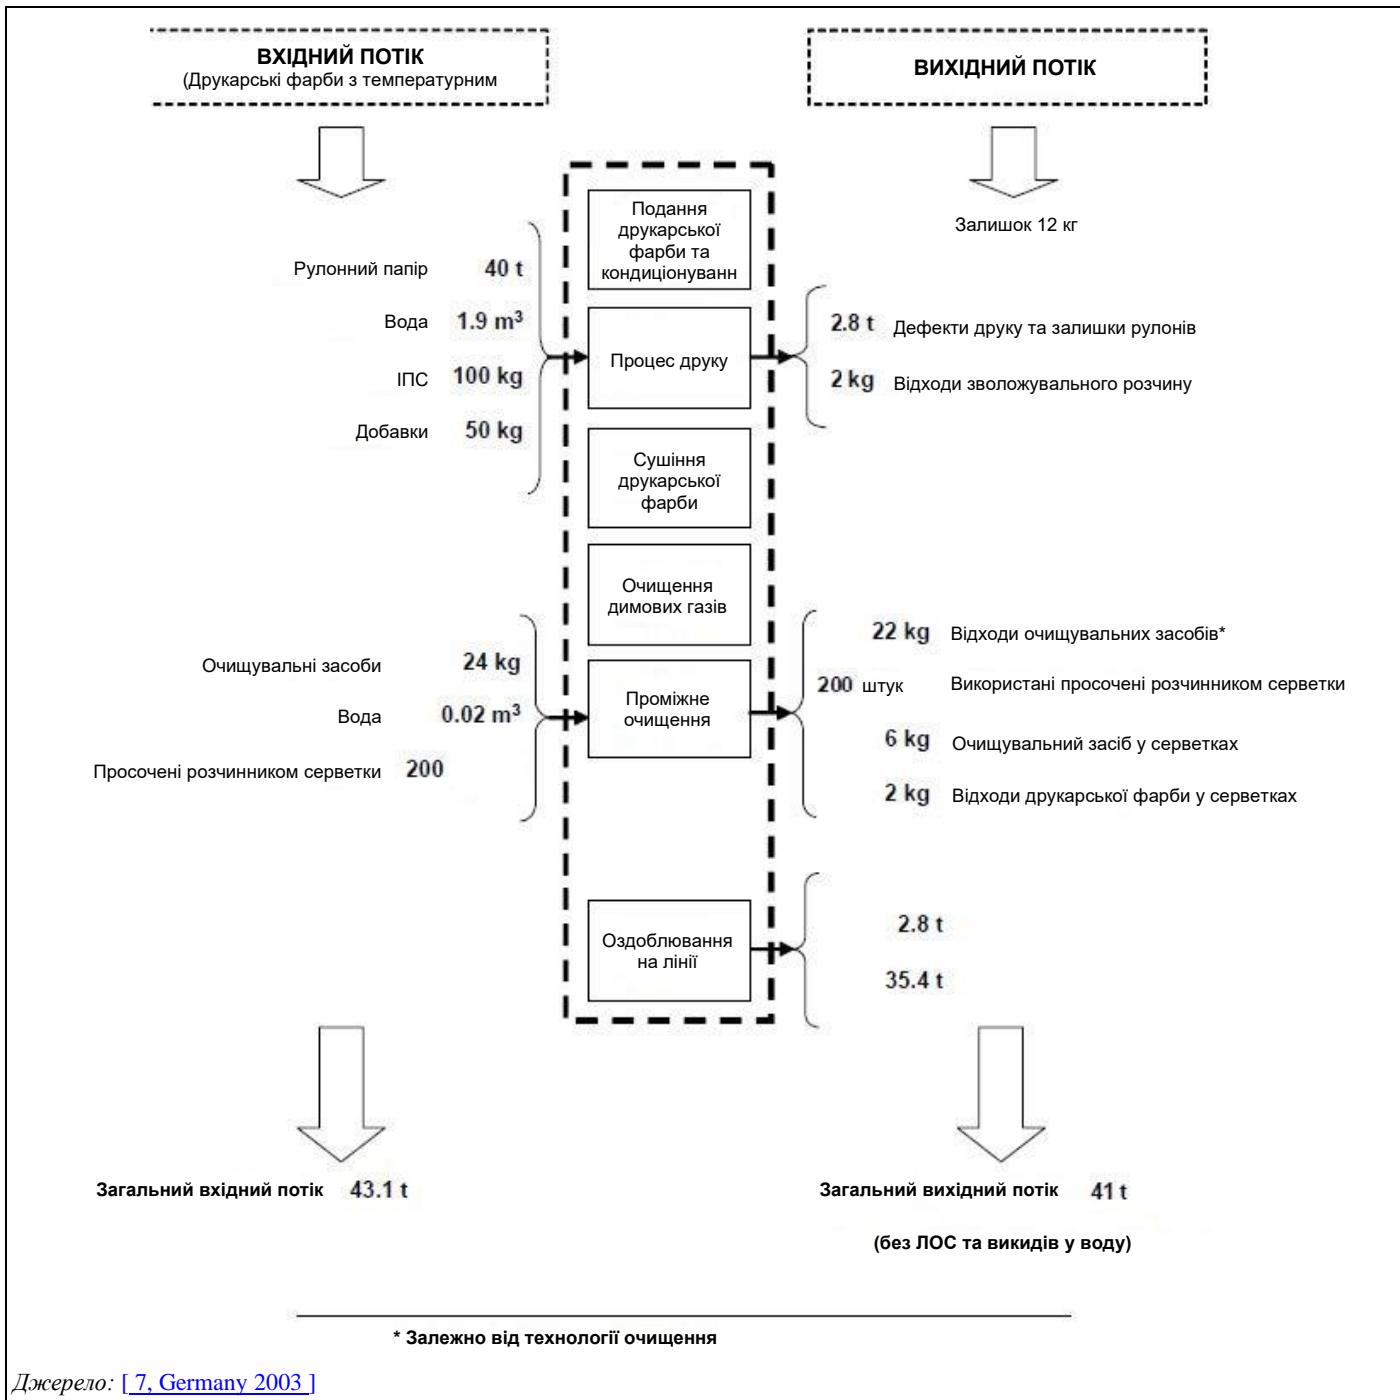 ВХІДНИЙ ПОТІК
(Друкарські фарби з температурним
ВИХІДНИЙ ПОТІК
Подання
друкарської
фарби та
кондиціонуванн
Залишок 12 кг
Рулонний папір 40 t
Вода 1.9 m³
ІПС 100 kg
Добавки 50 kg
Процес друку
2.8 t Дефекти друку та залишки рулонів
2 kg Відходи зволожувального розчину
Сушіння
друкарської
фарби
Очищення
димових газів
Очищувальні засоби 24 kg
Вода 0.02 m³
Просочені розчинником серветки 200
Проміжне
очищення
22 kg Відходи очищувальних засобів*
200 штук Використані просочені розчинником серветки
6 kg Очищувальний засіб у серветках
2 kg Відходи друкарської фарби у серветках
Оздоблювання
на лінії
2.8 t
35.4 t
Загальний вхідний потік 43.1 t
Загальний вихідний потік 41 t
(без ЛОС та викидів у воду)
* Залежно від технології очищення
Джерело: [ 7, Germany 2003 ]